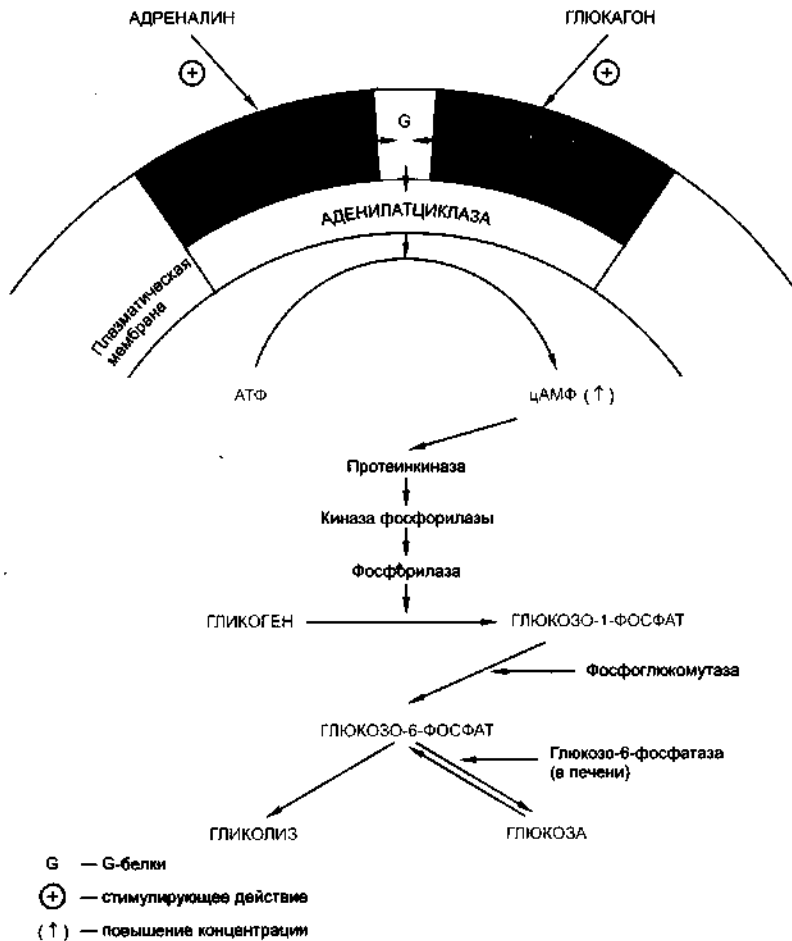 АДРЕНАЛИН
ГЛЮКАГОН
+
+
G
АДЕНИЛАТЦИКЛАЗА
Плазматическая
мембрана
АТФ
цАМФ (↑)
Протеинкиназа
Киназа фосфорилазы
Фосфорилаза
ГЛИКОГЕН
ГЛЮКОЗО-1-ФОСФАТ
Фосфоглюкомутаза
ГЛЮКОЗО-6-ФОСФАТ
Глюкозо-6-фосфатаза
(в печени)
ГЛИКОЛИЗ
ГЛЮКОЗА
G — G-белки
+ — стимулирующее действие
(↑) — повышение концентрации